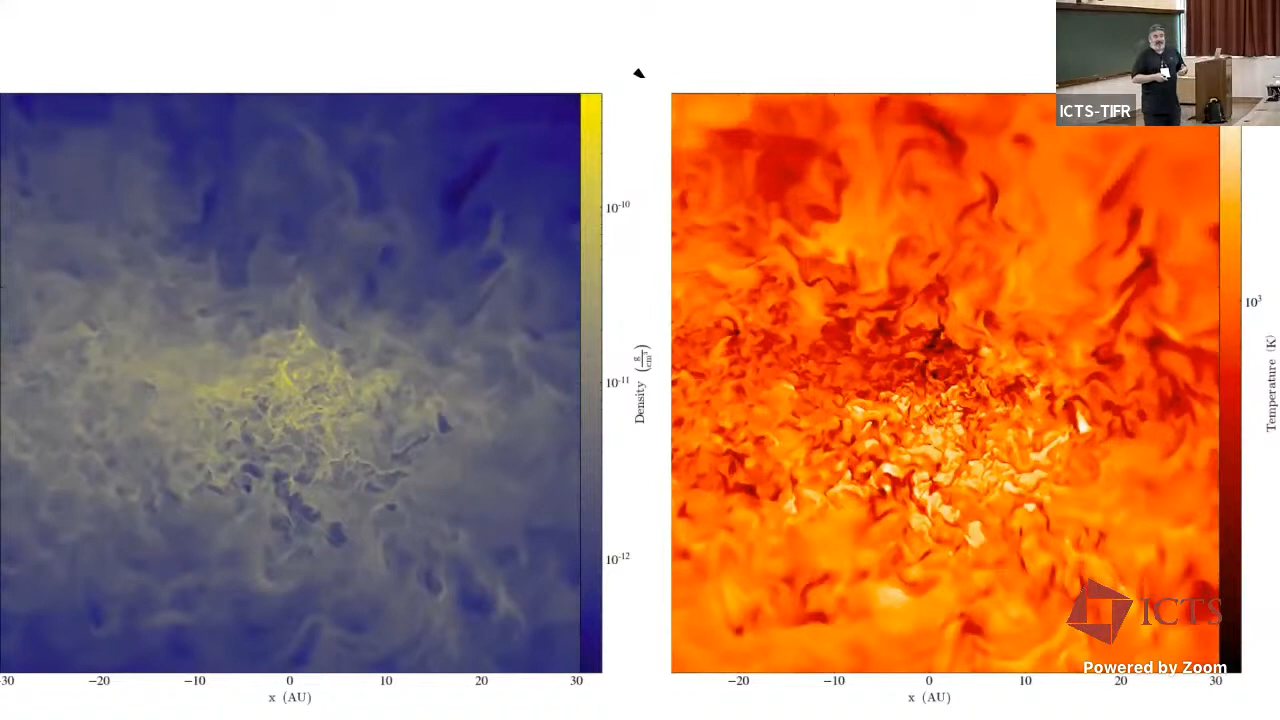 ICTS-TIFR
10⁻¹⁰
10⁻¹¹
10⁻¹²
Density (g/cm³)
-30
-20
-10
0
10
20
30
x (AU)
10³
Temperature (K)
-20
-10
0
10
20
30
x (AU)
ICTS
Powered by Zoom